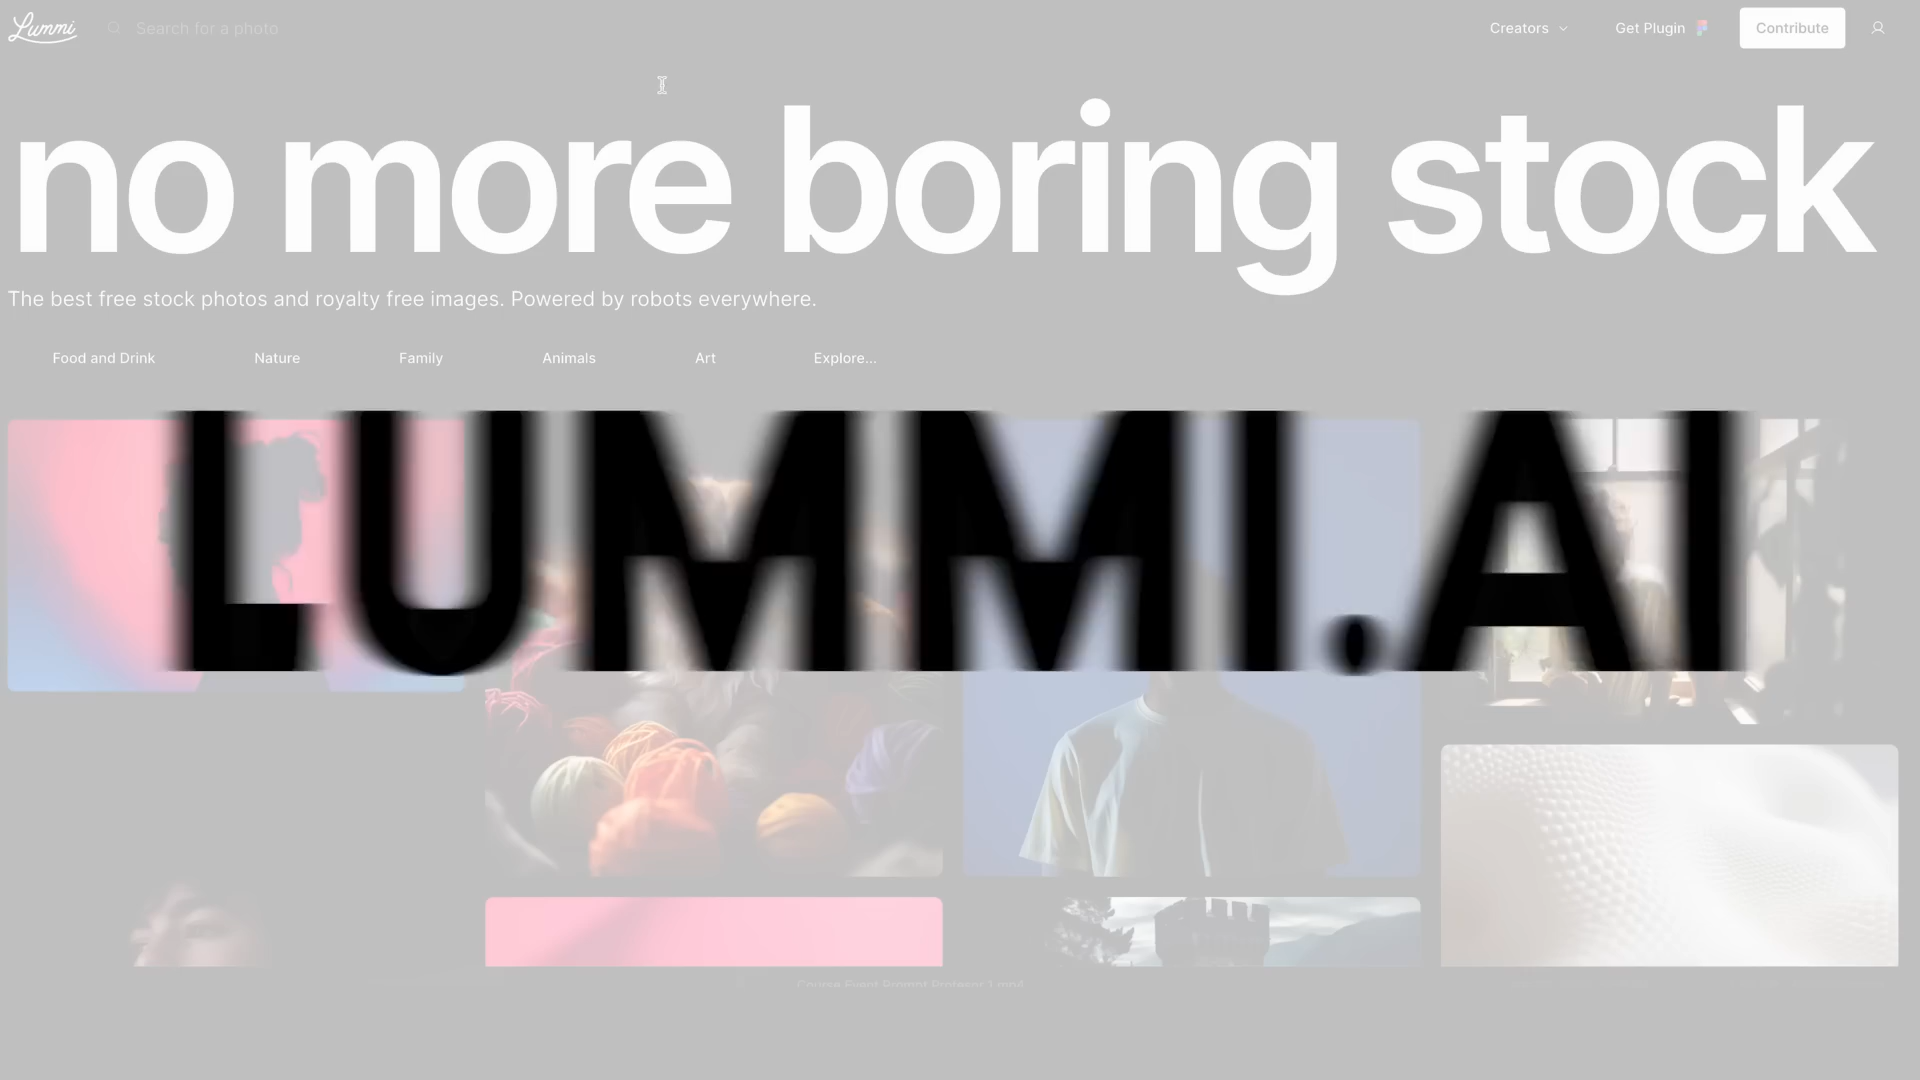 Lummi
Search for a photo
Creators
Get Plugin
Contribute
no more boring stock
The best free stock photos and royalty free images. Powered by robots everywhere.
Food and Drink
Nature
Family
Animals
Art
Explore...
LUMMI.AI